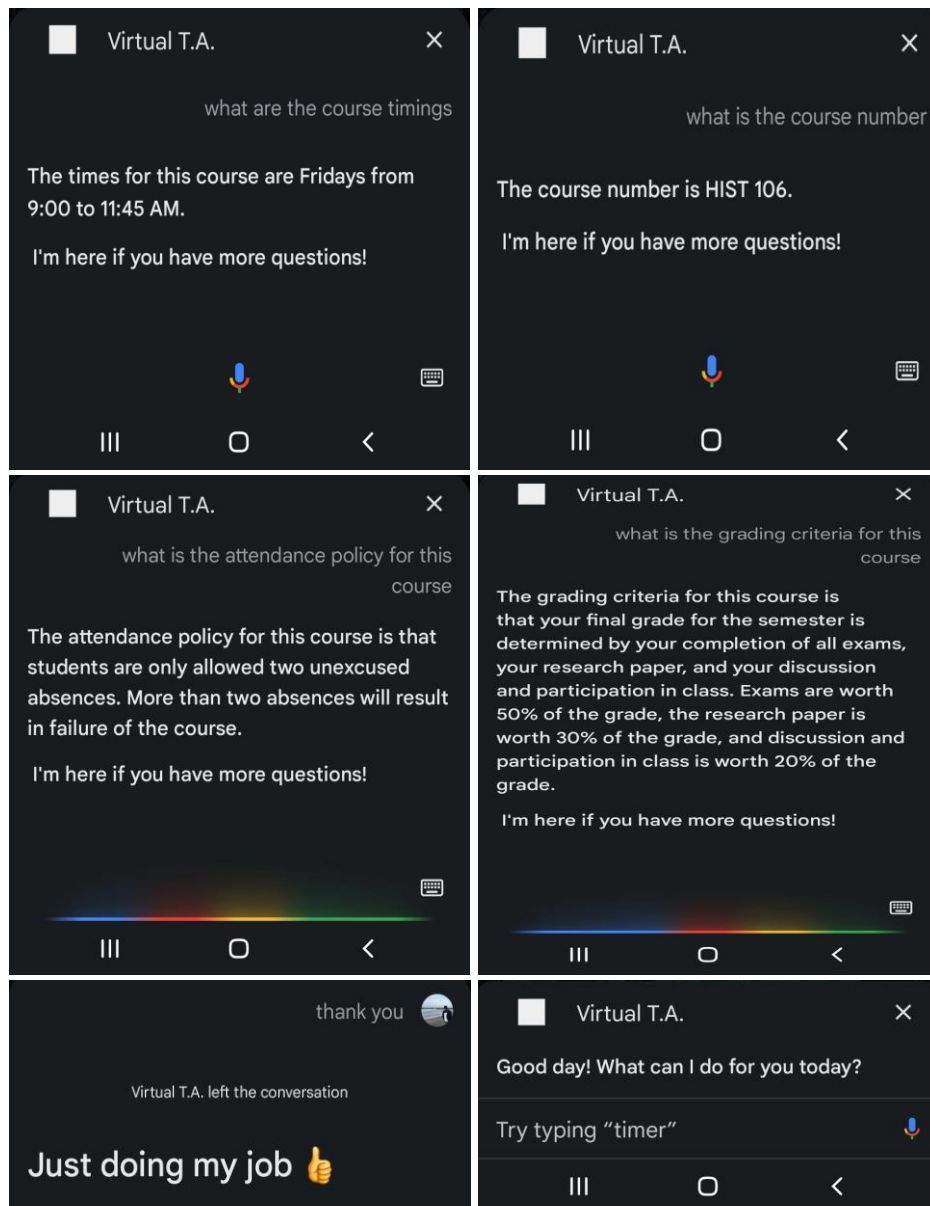 Virtual T.A.
what are the course timings
The times for this course are Fridays from
9:00 to 11:45 AM.
I'm here if you have more questions!
Virtual T.A.
what is the course number
The course number is HIST 106.
I'm here if you have more questions!
Virtual T.A.
what is the attendance policy for this
course
The attendance policy for this course is that
students are only allowed two unexcused
absences. More than two absences will result
in failure of the course.
I'm here if you have more questions!
Virtual T.A.
what is the grading criteria for this
course
The grading criteria for this course is
that your final grade for the semester is
determined by your completion of all exams,
your research paper, and your discussion
and participation in class. Exams are worth
50% of the grade, the research paper is
worth 30% of the grade, and discussion and
participation in class is worth 20% of the
grade.
I'm here if you have more questions!
thank you
Virtual T.A. left the conversation
Just doing my job 👍
Virtual T.A.
Good day! What can I do for you today?
Try typing “timer”